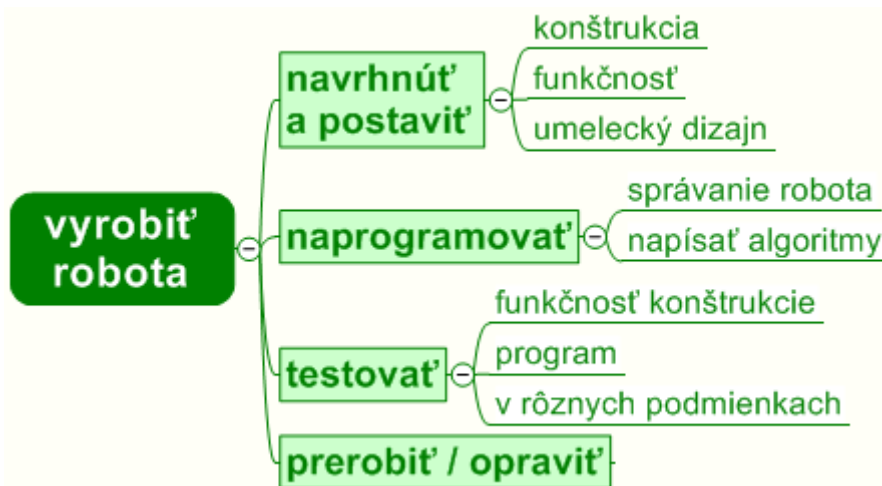 vyrobiť
robota
navrhnúť
a postaviť
konštrukcia
funkčnosť
umelecký dizajn
naprogramovať
správanie robota
napísať algoritmy
testovať
funkčnosť konštrukcie
program
v rôznych podmienkach
prerobiť / opraviť